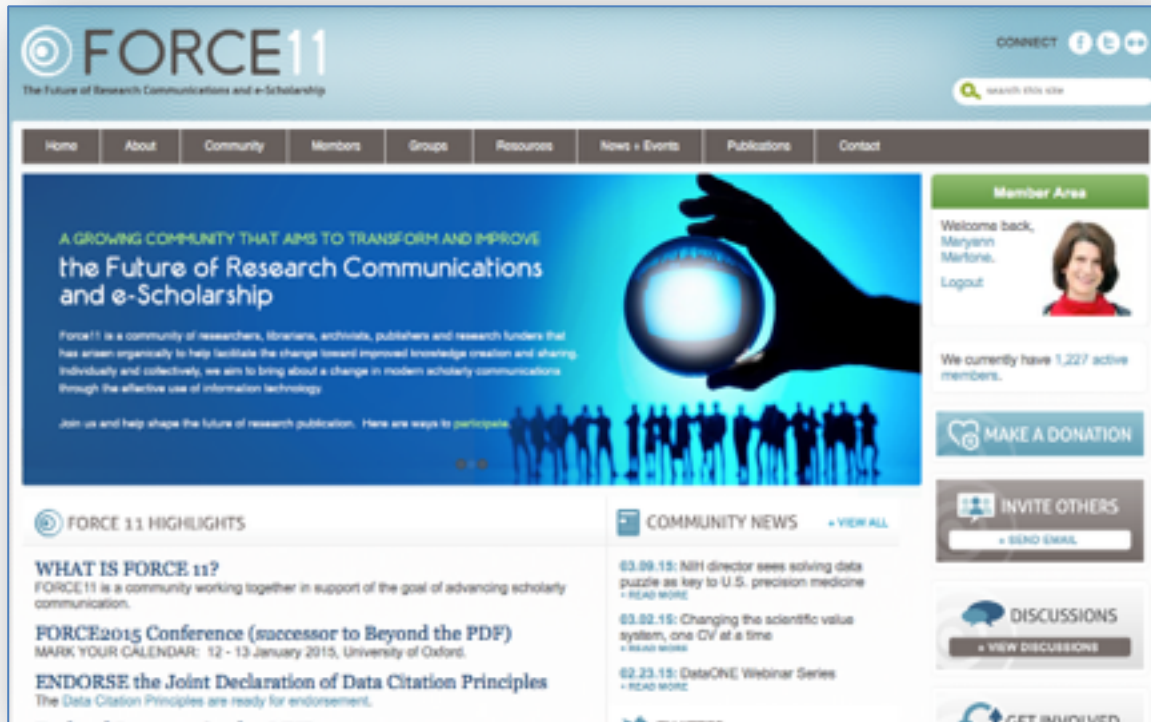 FORCE11
The Future of Research Communications and e-Scholarship
CONNECT
search this site
Home About Community Members Groups Resources News + Events Publications Contact
A GROWING COMMUNITY THAT AIMS TO TRANSFORM AND IMPROVE
the Future of Research Communications
and e-Scholarship
Force11 is a community of researchers, librarians, archivists, publishers and research funders that
has arisen organically to help facilitate the change toward improved knowledge creation and sharing.
Individually and collectively, we aim to bring about a change in modern scholarly communications
through the effective use of information technology.
Join us and help shape the future of research publication. Here are ways to participate.
Member Area
Welcome back,
Maryann
Martone.
Logout
We currently have 1,227 active
members.
MAKE A DONATION
INVITE OTHERS
» SEND EMAIL
DISCUSSIONS
» VIEW DISCUSSIONS
GET INVOLVED
FORCE 11 HIGHLIGHTS
WHAT IS FORCE 11?
FORCE11 is a community working together in support of the goal of advancing scholarly
communication.
FORCE2015 Conference (successor to Beyond the PDF)
MARK YOUR CALENDAR: 12 - 13 January 2015, University of Oxford.
ENDORSE the Joint Declaration of Data Citation Principles
The Data Citation Principles are ready for endorsement.
COMMUNITY NEWS » VIEW ALL
03.09.15: NIH director sees solving data
puzzle as key to U.S. precision medicine
» READ MORE
03.02.15: Changing the scientific value
system, one CV at a time
» READ MORE
02.23.15: DataONE Webinar Series
» READ MORE